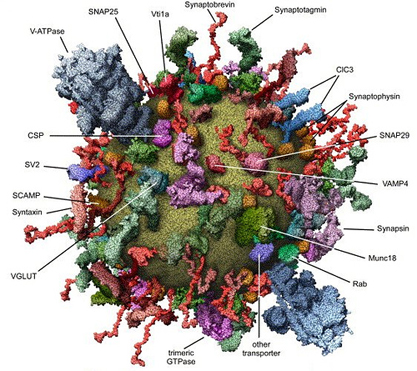 Synaptobrevin
SNAP25
Vti1a
Synaptotagmin
V-ATPase
ClC3
Synaptophysin
CSP
SNAP29
SV2
VAMP4
SCAMP
Syntaxin
Synapsin
Munc18
VGLUT
Rab
trimeric
GTPase
other
transporter